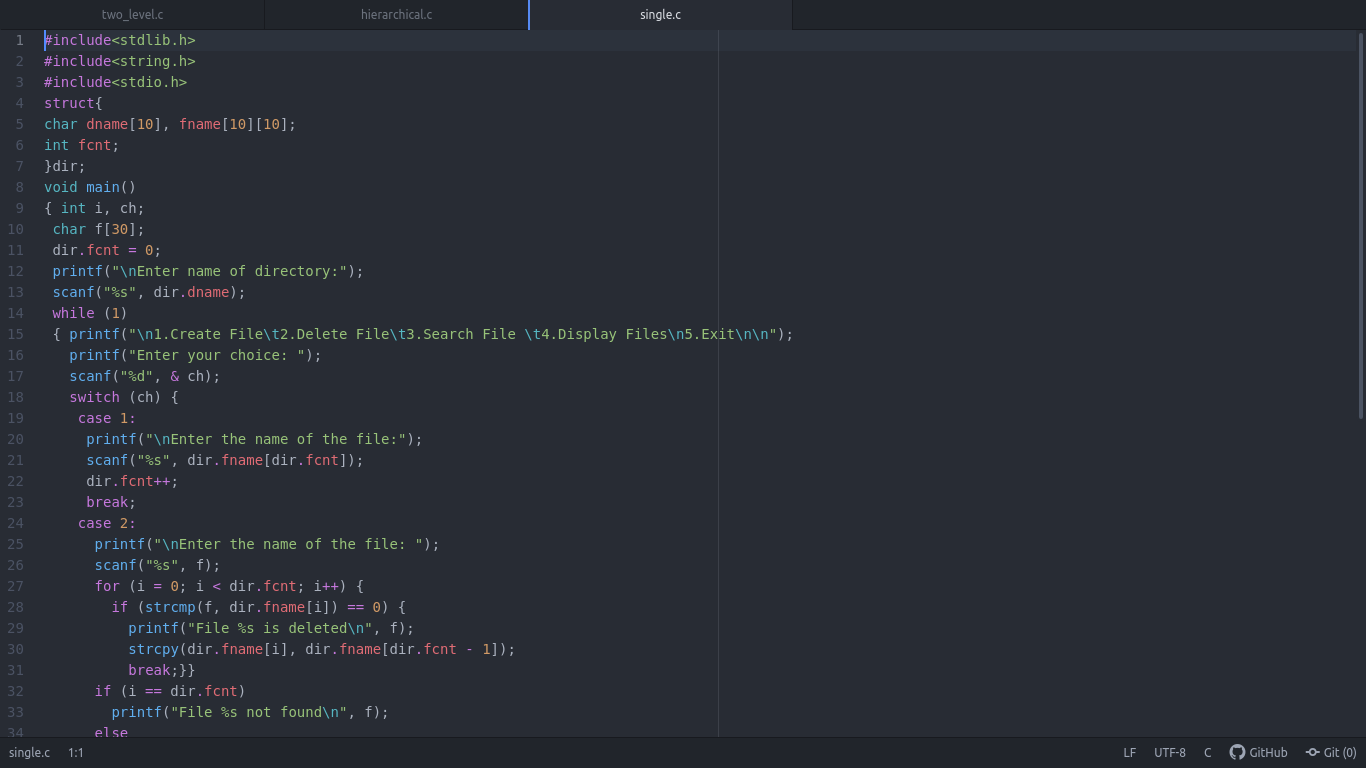 two_level.c hierarchical.c single.c
1 #include<stdlib.h>
2 #include<string.h>
3 #include<stdio.h>
4 struct{
5 char dname[10], fname[10][10];
6 int fcnt;
7 }dir;
8 void main()
9 { int i, ch;
10  char f[30];
11  dir.fcnt = 0;
12  printf("\nEnter name of directory:");
13  scanf("%s", dir.dname);
14  while (1)
15  { printf("\n1.Create File\t2.Delete File\t3.Search File \t4.Display Files\n5.Exit\n\n");
16    printf("Enter your choice: ");
17    scanf("%d", & ch);
18    switch (ch) {
19     case 1:
20      printf("\nEnter the name of the file:");
21      scanf("%s", dir.fname[dir.fcnt]);
22      dir.fcnt++;
23      break;
24     case 2:
25       printf("\nEnter the name of the file: ");
26       scanf("%s", f);
27       for (i = 0; i < dir.fcnt; i++) {
28         if (strcmp(f, dir.fname[i]) == 0) {
29           printf("File %s is deleted\n", f);
30           strcpy(dir.fname[i], dir.fname[dir.fcnt - 1]);
31           break;}}
32       if (i == dir.fcnt)
33         printf("File %s not found\n", f);
34       else
single.c 1:1 LF UTF-8 C GitHub Git (0)